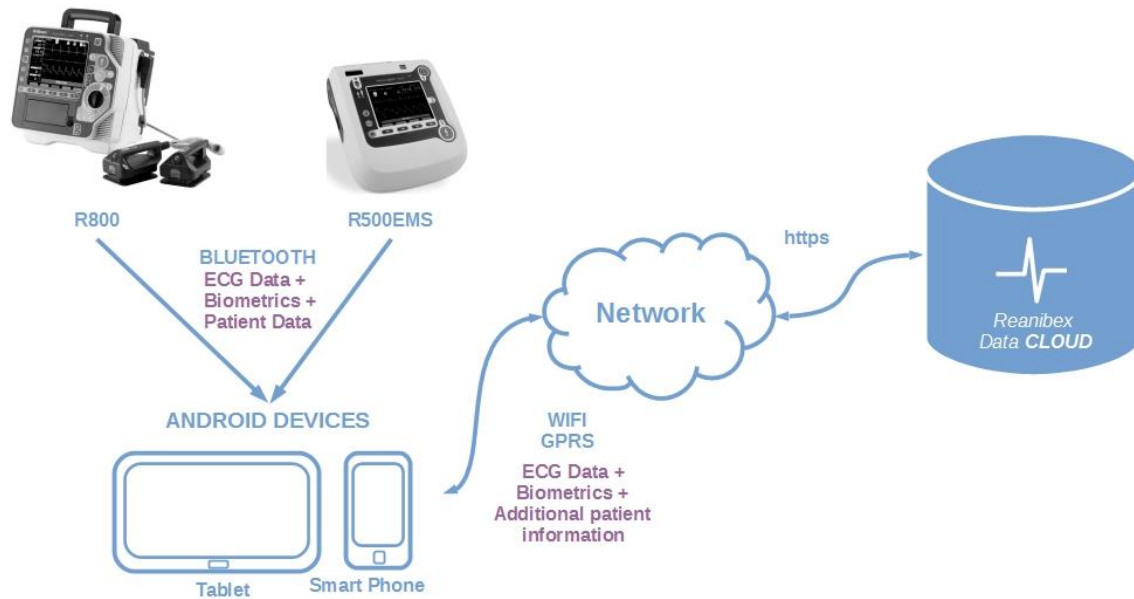 R800
R500EMS
BLUETOOTH
ECG Data +
Biometrics +
Patient Data
ANDROID DEVICES
Tablet
Smart Phone
WIFI
GPRS
ECG Data +
Biometrics +
Additional patient
information
Network
https
Reanibex
Data CLOUD